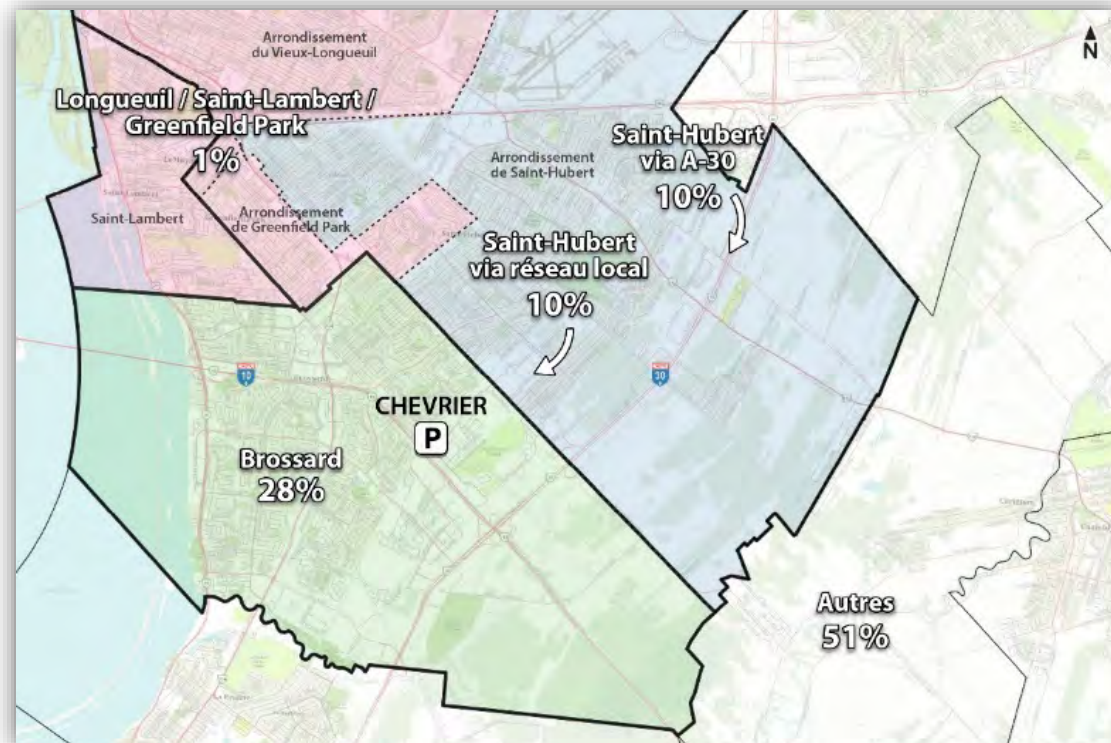 Arrondissement
du Vieux-Longueuil
N
Longueuil / Saint-Lambert /
Greenfield Park
1%
Saint-Hubert
via A-30
10%
Arrondissement
de Saint-Hubert
Saint-Lambert
Arrondissement
de Greenfield Park
Saint-Hubert
via réseau local
10%
10
30
CHEVRIER
P
Brossard
28%
Autres
51%